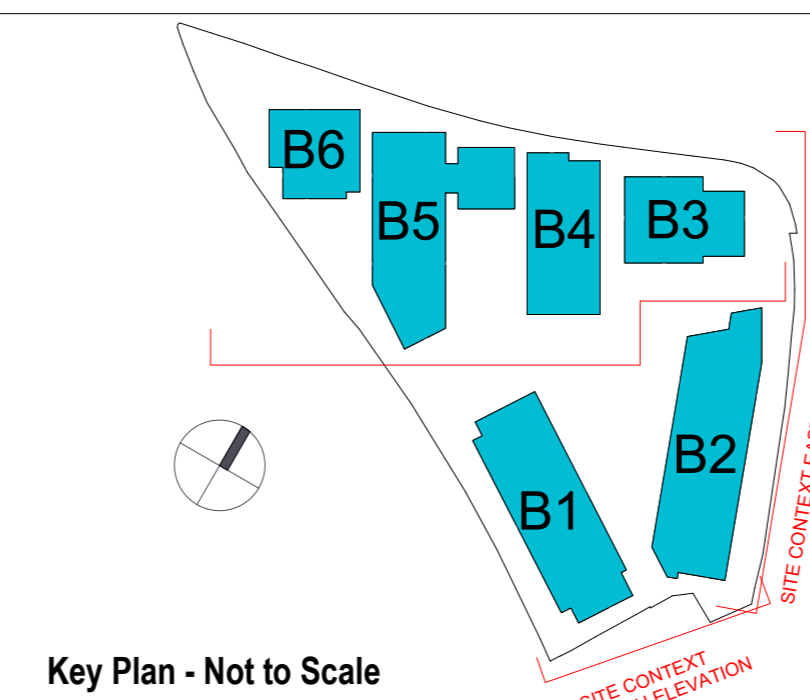 B6
B5
B4
B3
B2
B1
SITE CONTEXT
SITE CONTEXT
ELEVATION
Key Plan - Not to Scale